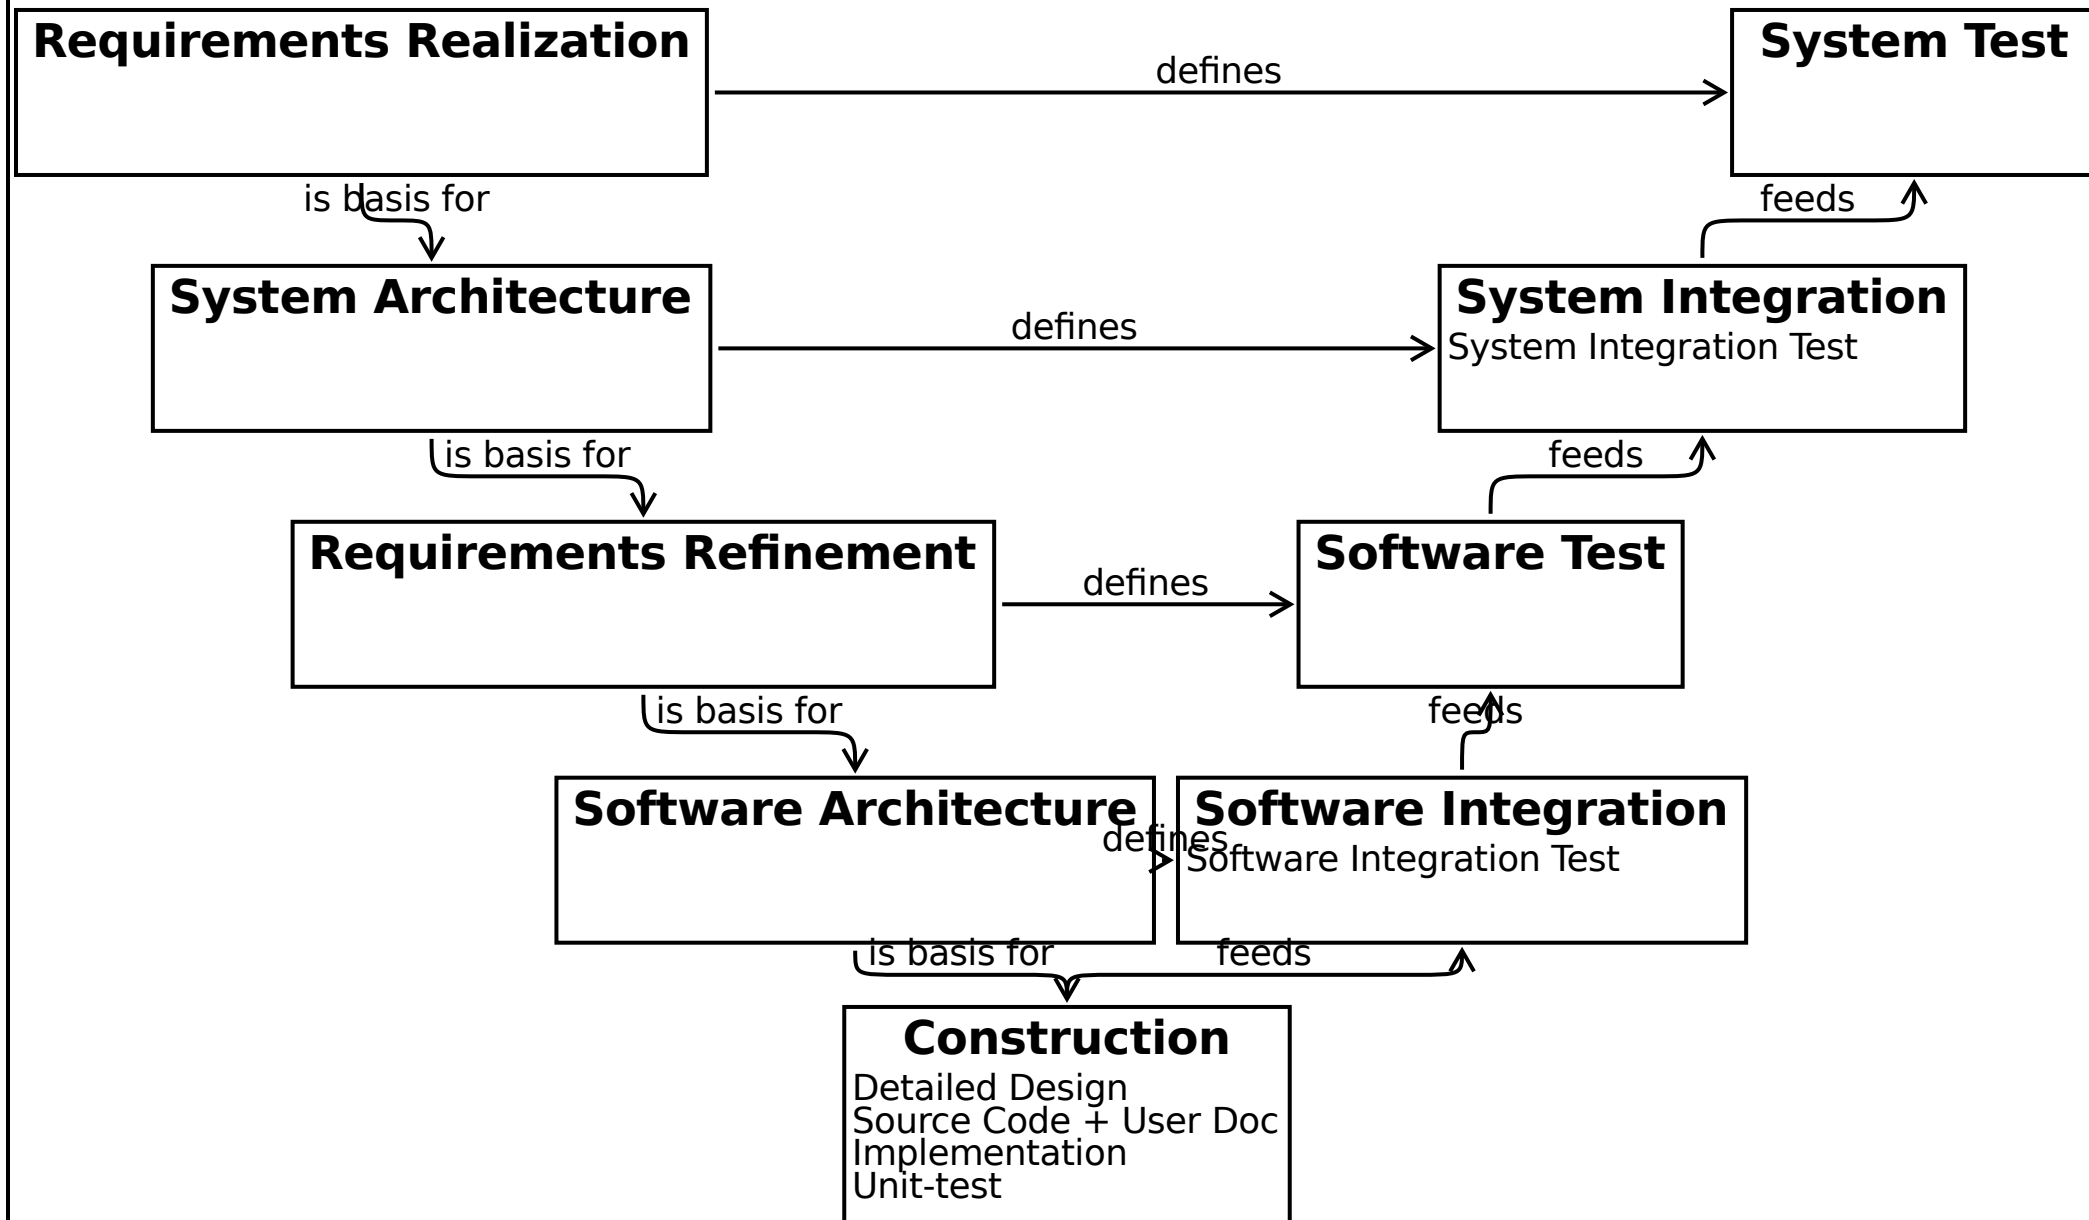 Requirements Realization
System Test
defines
is basis for
feeds
System Architecture
System Integration
System Integration Test
defines
is basis for
feeds
Requirements Refinement
Software Test
defines
is basis for
feeds
Software Architecture
Software Integration
defines
Software Integration Test
is basis for
feeds
Construction
Detailed Design
Source Code + User Doc
Implementation
Unit-test